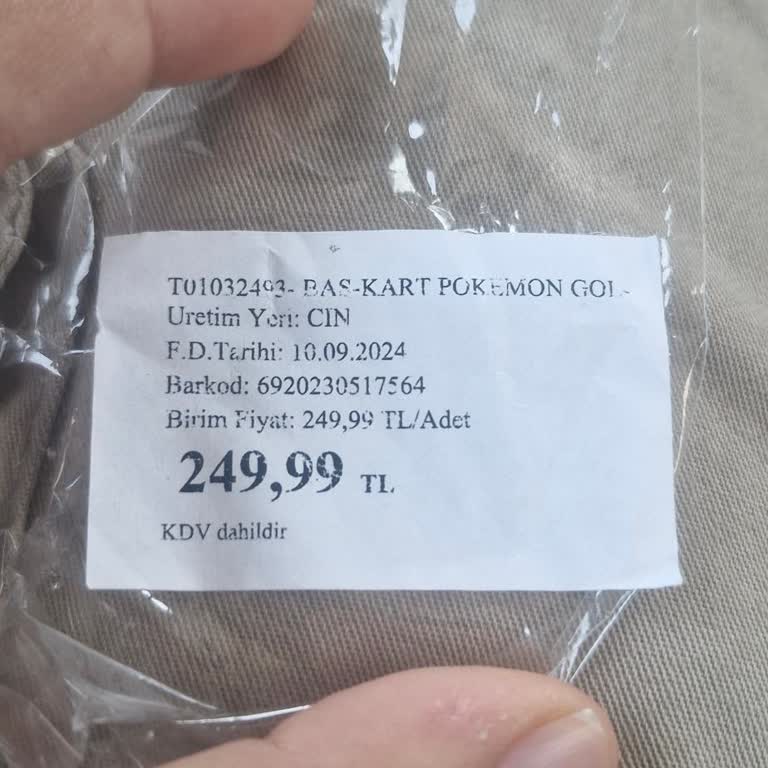 T01032493- BAS-KART POKEMON GOL-
Uretim Yeri: CIN
F.D.Tarihi: 10.09.2024
Barkod: 6920230517564
Birim Fiyat: 249,99 TL/Adet
249,99 TL
KDV dahildir